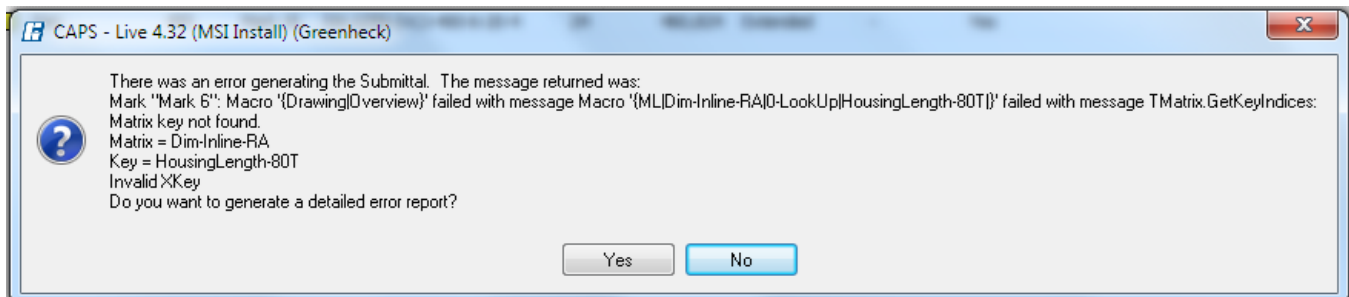 CAPS - Live 4.32 (MSI Install) (Greenheck)
There was an error generating the Submittal.  The message returned was:
Mark "Mark 6": Macro '{Drawing|Overview}' failed with message Macro '{ML|Dim-Inline-RA|0-LookUp|HousingLength-80T|}' failed with message TMatrix.GetKeyIndices:
Matrix key not found.
Matrix = Dim-Inline-RA
Key = HousingLength-80T
Invalid XKey
Do you want to generate a detailed error report?
Yes No